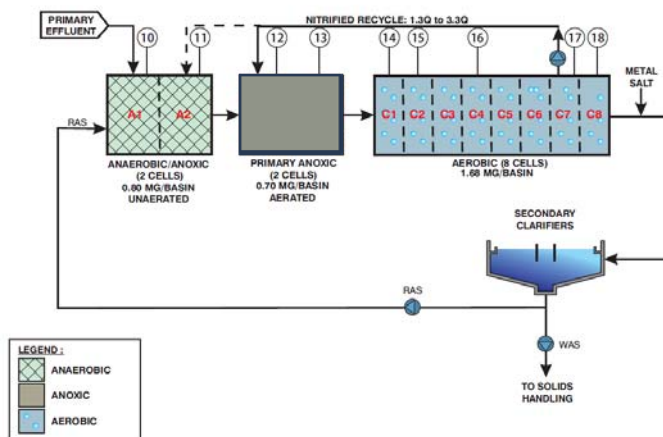 PRIMARY
EFFLUENT
NITRIFIED RECYCLE: 1.3Q to 3.3Q
10
11
12
13
14
15
16
17
18
METAL
SALT
RAS
A1
A2
C1
C2
C3
C4
C5
C6
C7
C8
ANAEROBIC/ANOXIC
(2 CELLS)
0.80 MG/BASIN
UNAERATED
PRIMARY ANOXIC
(2 CELLS)
0.70 MG/BASIN
AERATED
AEROBIC (8 CELLS)
1.68 MG/BASIN
SECONDARY
CLARIFIERS
RAS
WAS
TO SOLIDS
HANDLING
LEGEND :
ANAEROBIC
ANOXIC
AEROBIC